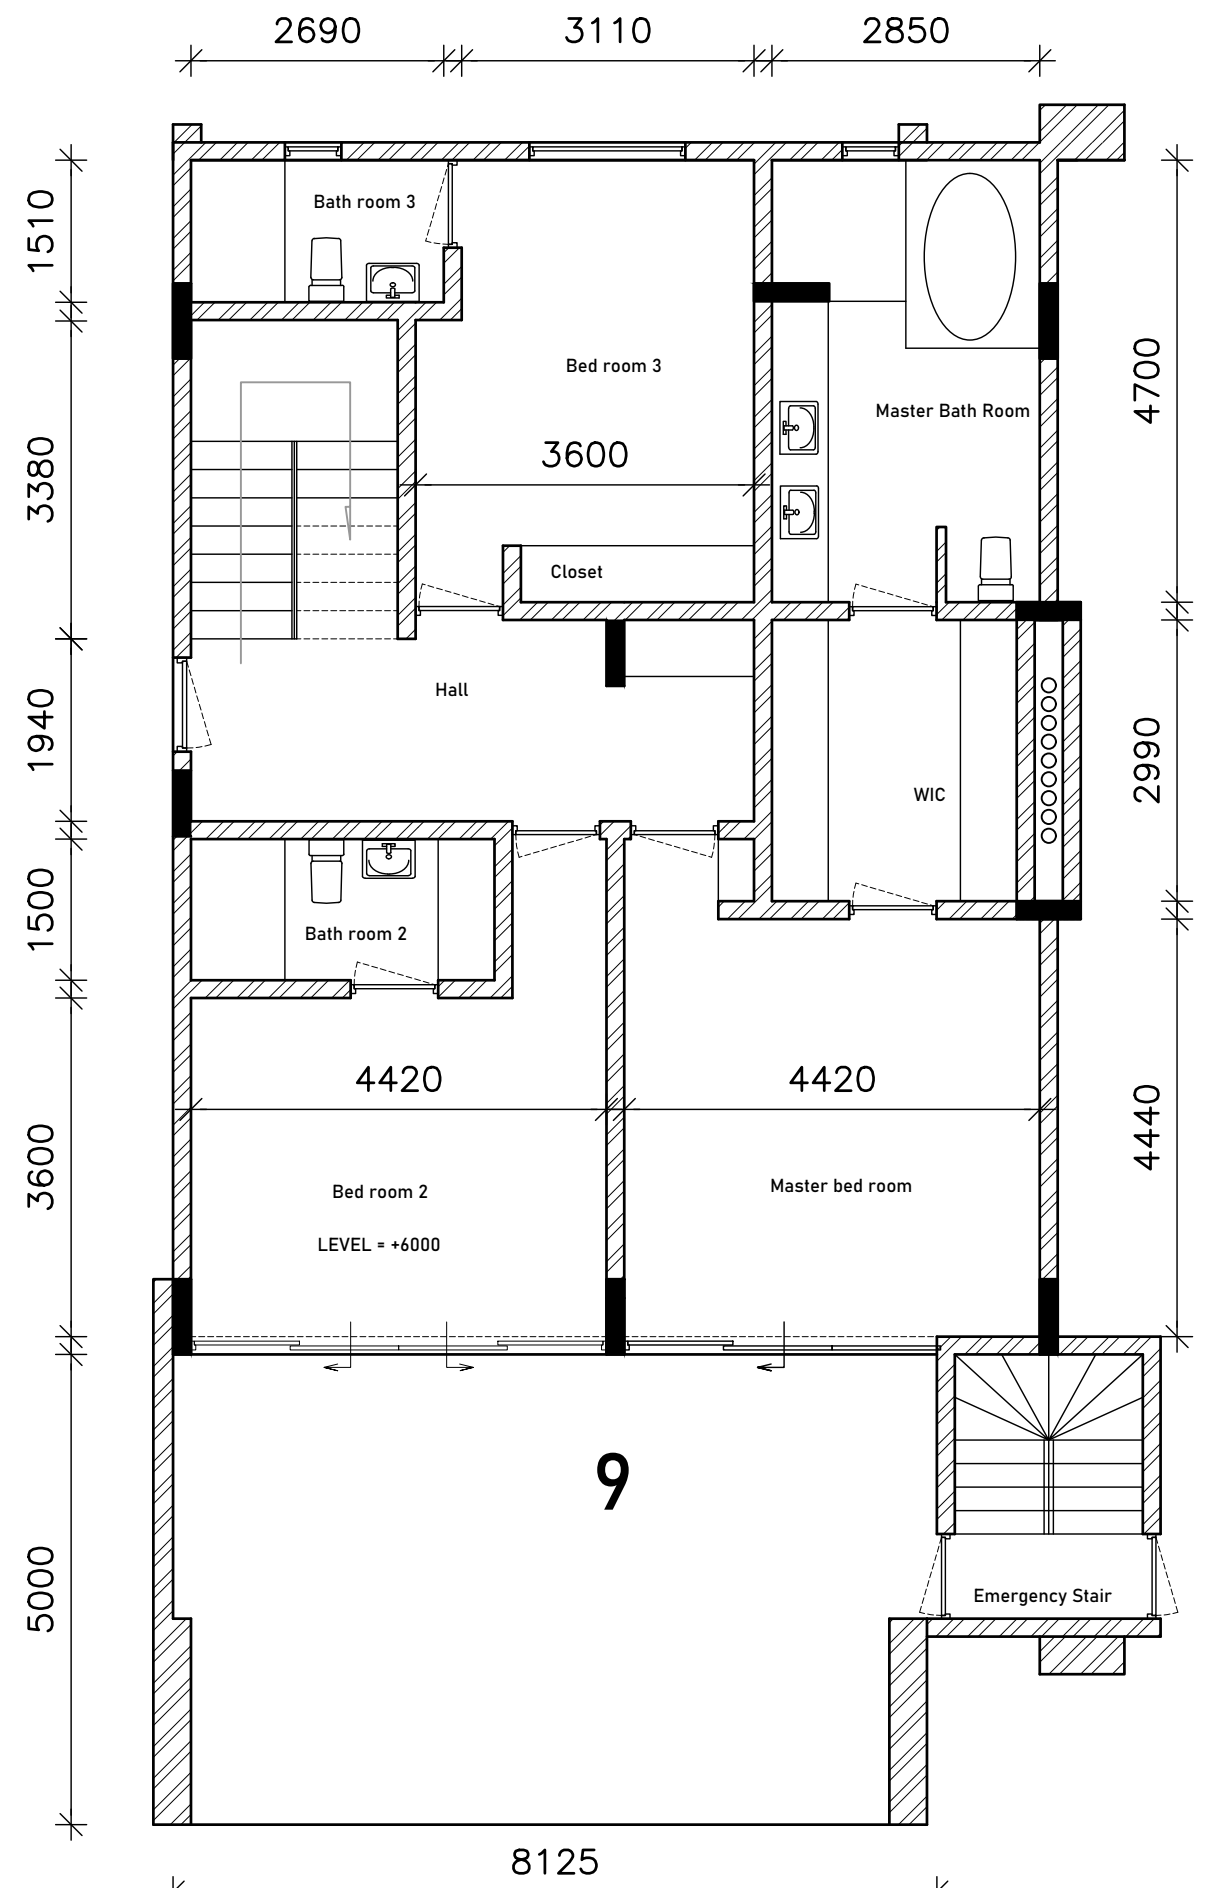 2690 3110 2850
1510
Bath room 3
Bed room 3
4700
Master Bath Room
3380
3600
Closet
Hall
1940
2990
WIC
1500
Bath room 2
4420 4420
4440
3600
Bed room 2
Master bed room
LEVEL = +6000
9
5000
Emergency Stair
8125